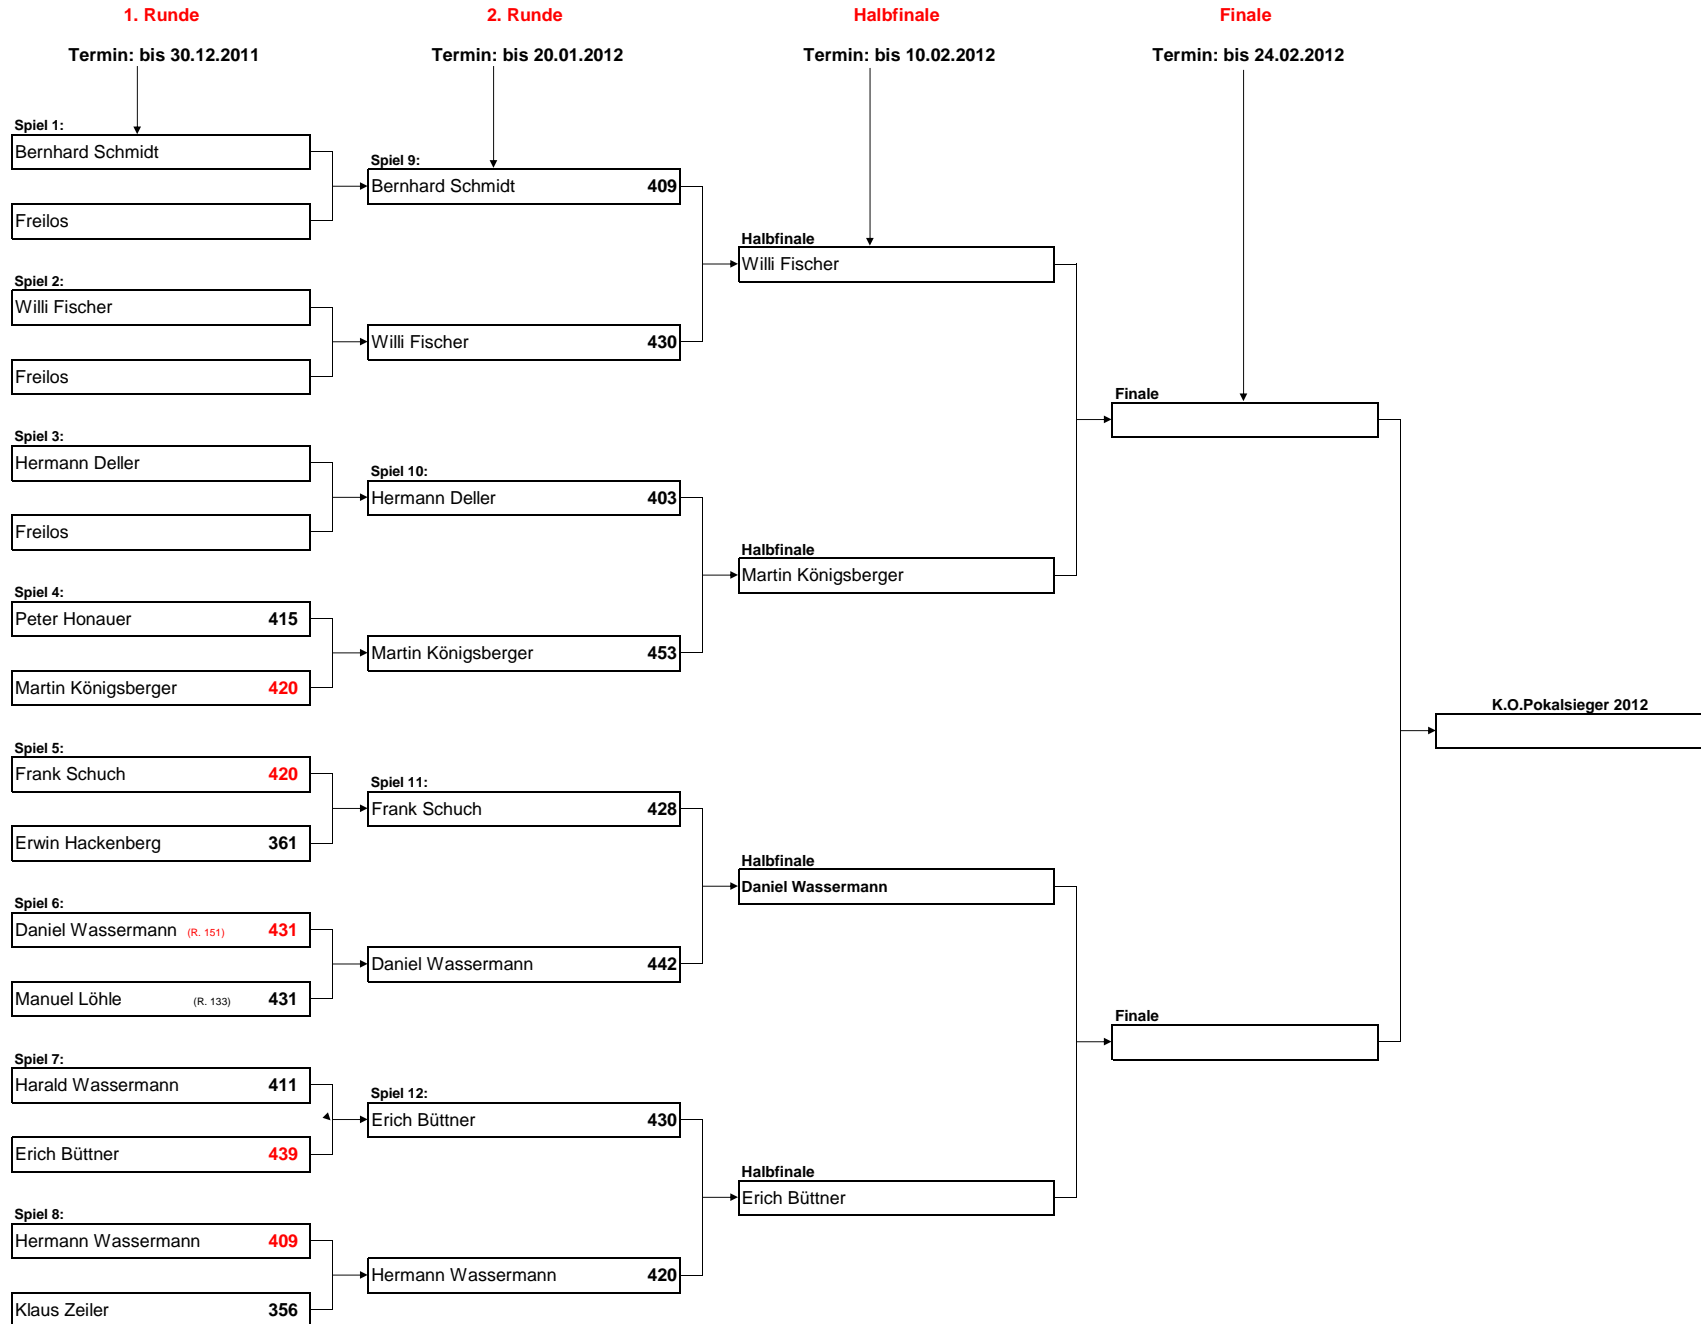 1. Runde
2. Runde
Halbfinale
Finale
Termin: bis 30.12.2011
Termin: bis 20.01.2012
Termin: bis 10.02.2012
Termin: bis 24.02.2012
Spiel 1:
Bernhard Schmidt
Freilos
Spiel 2:
Willi Fischer
Freilos
Spiel 3:
Hermann Deller
Freilos
Spiel 4:
Peter Honauer 415
Martin Königsberger 420
Spiel 5:
Frank Schuch 420
Erwin Hackenberg 361
Spiel 6:
Daniel Wassermann (R. 151) 431
Manuel Löhle (R. 133) 431
Spiel 7:
Harald Wassermann 411
Erich Büttner 439
Spiel 8:
Hermann Wassermann 409
Klaus Zeiler 356
Spiel 9:
Bernhard Schmidt 409
Willi Fischer 430
Spiel 10:
Hermann Deller 403
Martin Königsberger 453
Spiel 11:
Frank Schuch 428
Daniel Wassermann 442
Spiel 12:
Erich Büttner 430
Hermann Wassermann 420
Halbfinale
Willi Fischer
Halbfinale
Martin Königsberger
Halbfinale
Daniel Wassermann
Halbfinale
Erich Büttner
Finale
Finale
K.O.Pokalsieger 2012